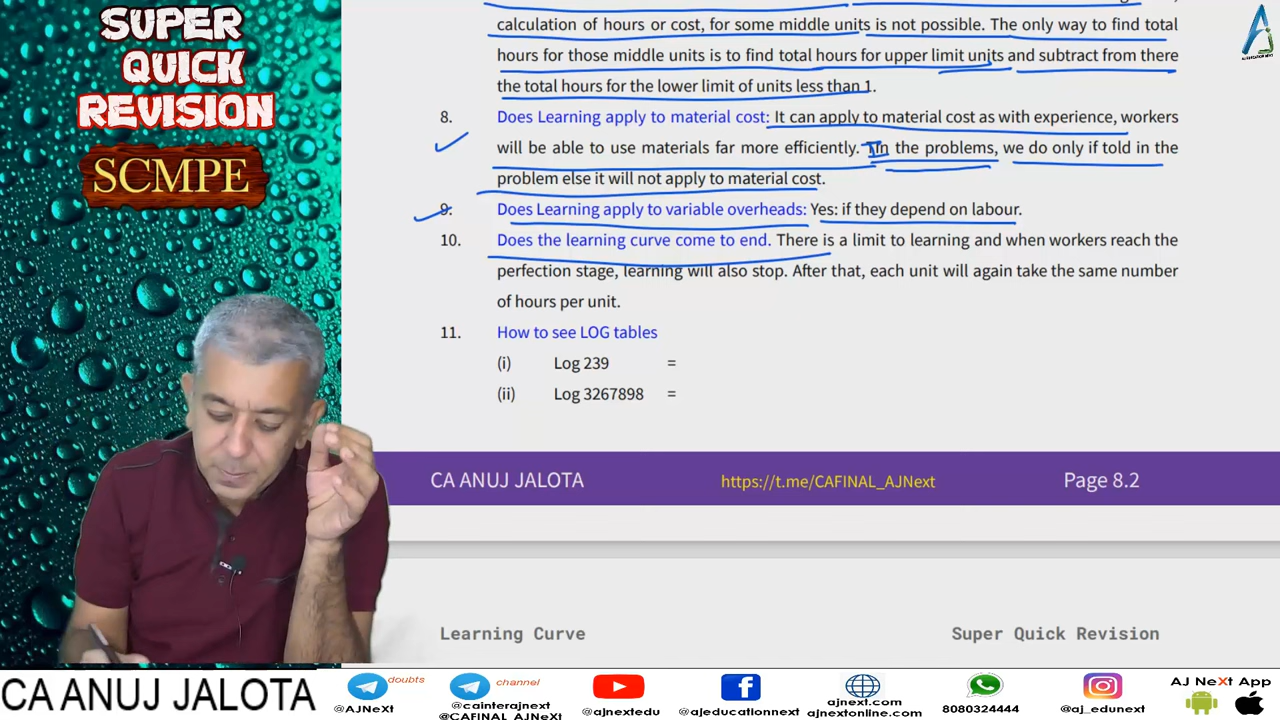 SUPER
QUICK
REVISION
SCMPE
calculation of hours or cost, for some middle units is not possible. The only way to find total
hours for those middle units is to find total hours for upper limit units and subtract from there
the total hours for the lower limit of units less than 1.
8. Does Learning apply to material cost: It can apply to material cost as with experience, workers
will be able to use materials far more efficiently. In the problems, we do only if told in the
problem else it will not apply to material cost.
9. Does Learning apply to variable overheads: Yes: if they depend on labour.
10. Does the learning curve come to end. There is a limit to learning and when workers reach the
perfection stage, learning will also stop. After that, each unit will again take the same number
of hours per unit.
11. How to see LOG tables
(i) Log 239 =
(ii) Log 3267898 =
CA ANUJ JALOTA https://t.me/CAFINAL_AJNext Page 8.2
Learning Curve Super Quick Revision
CA ANUJ JALOTA
doubts
@AJNeXt
channel
@cainterajnext
@CAFINAL_AJNeXt
@ajnextedu
@ajeducationnext
ajnext.com
ajnextonline.com
8080324444
@aj_edunext
AJ NeXt App